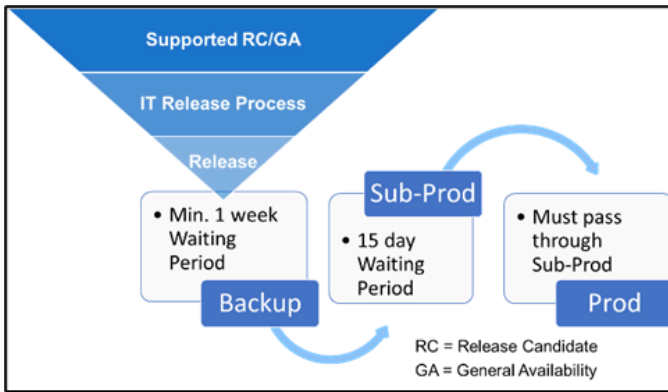 Supported RC/GA
IT Release Process
Release
• Min. 1 week
Waiting
Period
Backup
Sub-Prod
• 15 day
Waiting
Period
• Must pass
through
Sub-Prod
Prod
RC = Release Candidate
GA = General Availability